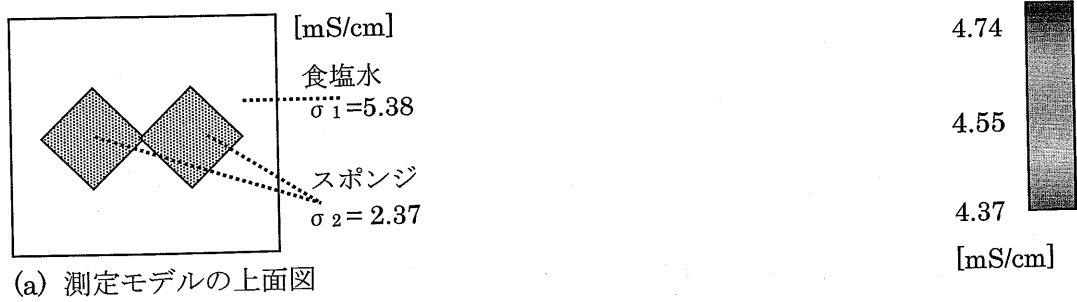 [mS/cm]
食塩水
σ1=5.38
スポンジ
σ2= 2.37
(a) 測定モデルの上面図
4.74
4.55
4.37
[mS/cm]